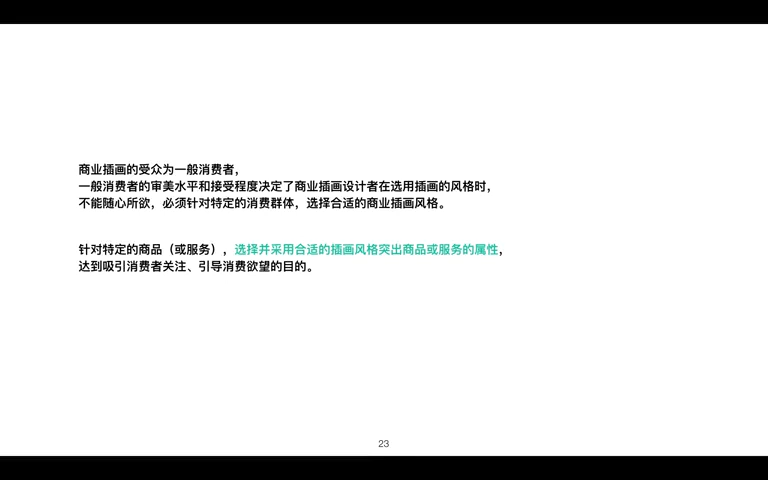 商业插画的受众为一般消费者，
一般消费者的审美水平和接受程度决定了商业插画设计者在选用插画的风格时，
不能随心所欲，必须针对特定的消费群体，选择合适的商业插画风格。
针对特定的商品（或服务），选择并采用合适的插画风格突出商品或服务的属性，
达到吸引消费者关注、引导消费欲望的目的。
23